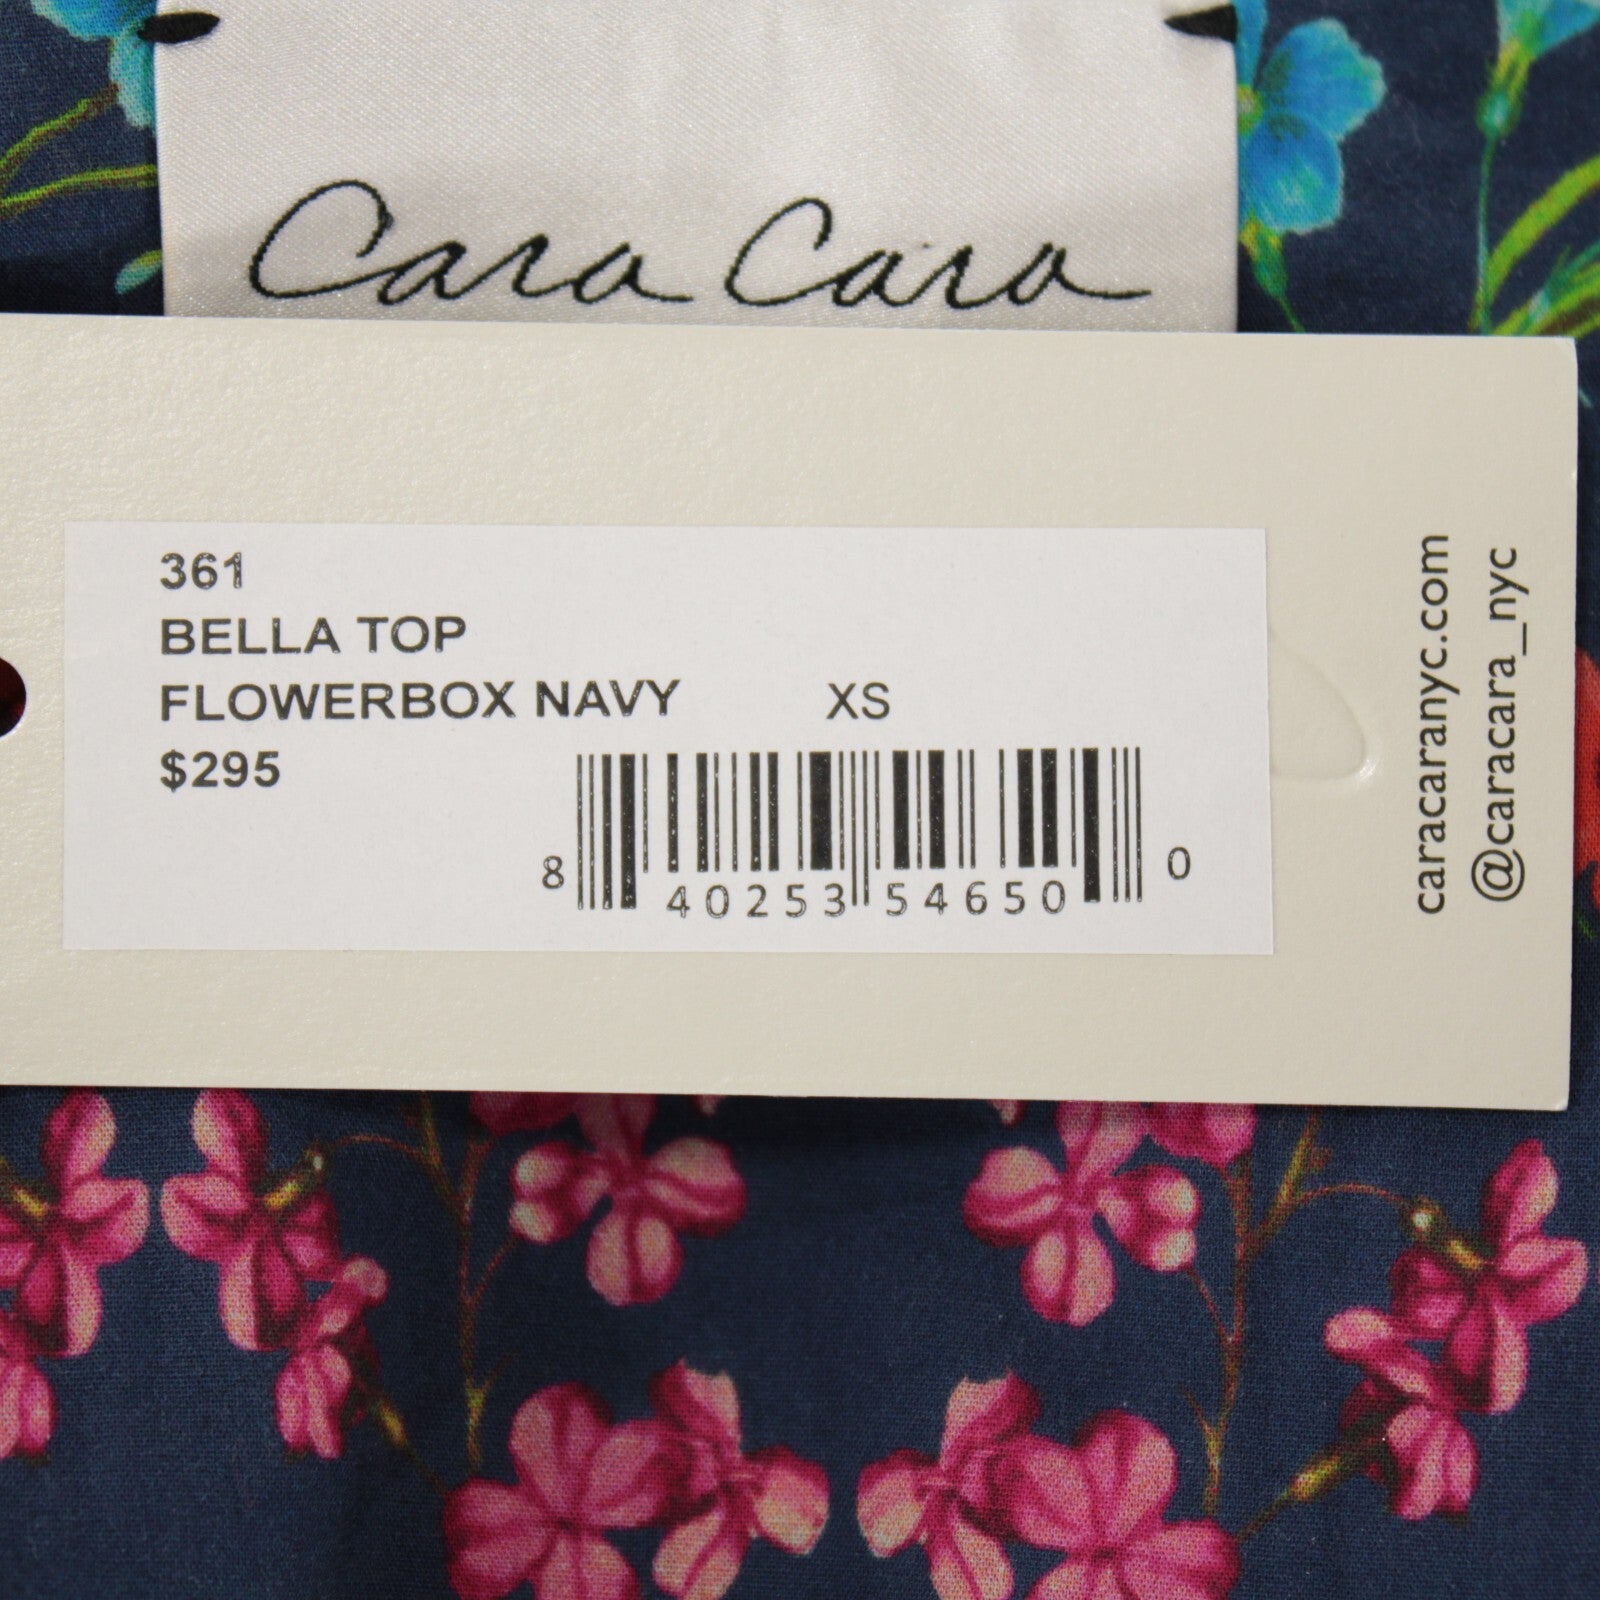 Cara Cara
361
BELLA TOP
FLOWERBOX NAVY XS
$295
8 40253 54650 0
caracaranyc.com
@caracara_nyc